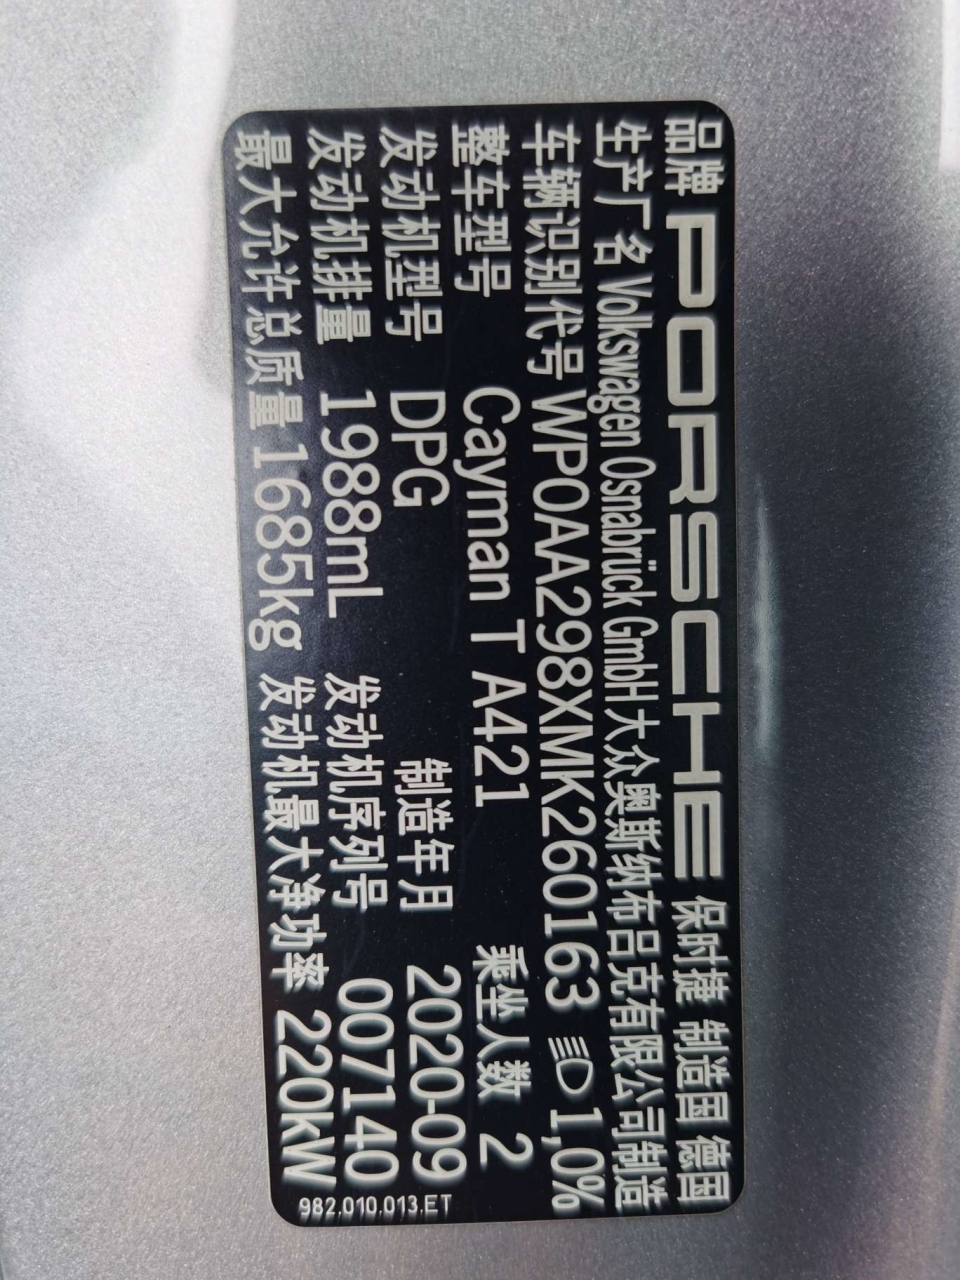 品牌 PORSCHE 保时捷 制造国 德国
生产厂名 Volkswagen Osnabrück GmbH 大众奥斯纳布吕克有限公司制造
车辆识别代号 WP0AA298XMK260163 1,0%
整车型号 Cayman T A421 乘坐人数 2
发动机型号 DPG 制造年月 2020-09
发动机排量 1988mL 发动机序列号 007140
最大允许总质量 1685kg 发动机最大净功率 220kW
982.010.013.ET